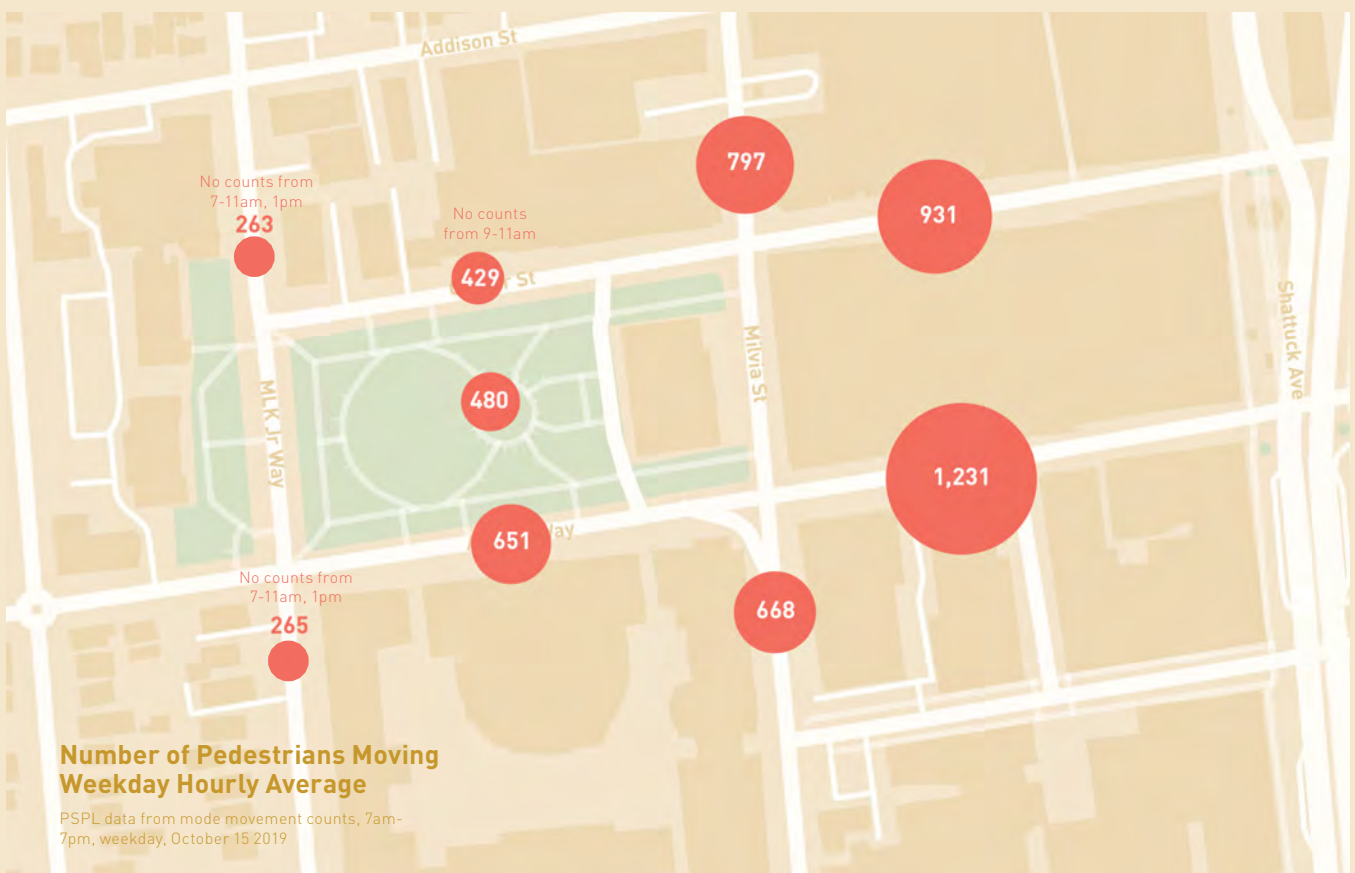 Addison St
797
No counts from
7-11am, 1pm
263
931
No counts
from 9-11am
429
St
Shattuck Ave
Milvia St
MLK Jr Way
480
1,231
651
No counts from
7-11am, 1pm
668
265
Number of Pedestrians Moving
Weekday Hourly Average
PSPL data from mode movement counts, 7am-
7pm, weekday, October 15 2019